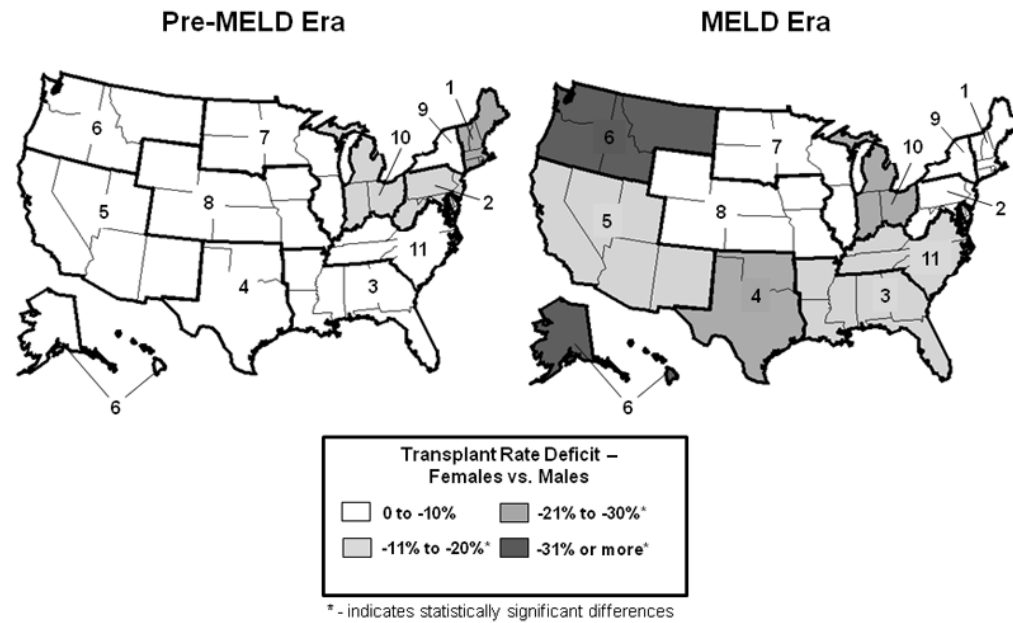 Pre-MELD Era
MELD Era
1
9
10
6
7
2
8
5
11
4
3
6
1
9
10
6
7
2
8
5
11
4
3
6
Transplant Rate Deficit –
Females vs. Males
0 to -10%
-21% to -30%*
-11% to -20%*
-31% or more*
* - indicates statistically significant differences